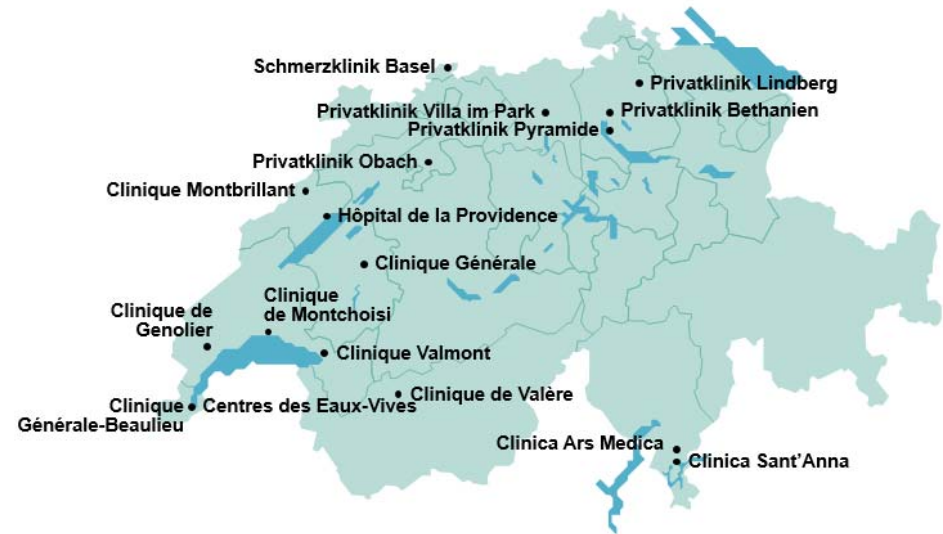 Schmerzklinik Basel
Privatklinik Lindberg
Privatklinik Villa im Park
Privatklinik Bethanien
Privatklinik Pyramide
Privatklinik Obach
Clinique Montbrillant
Hôpital de la Providence
Clinique Générale
Clinique
de Montchoisi
Clinique de
Genolier
Clinique Valmont
Clinique de Valère
Clinique
Générale-Beaulieu
Centres des Eaux-Vives
Clinica Ars Medica
Clinica Sant'Anna